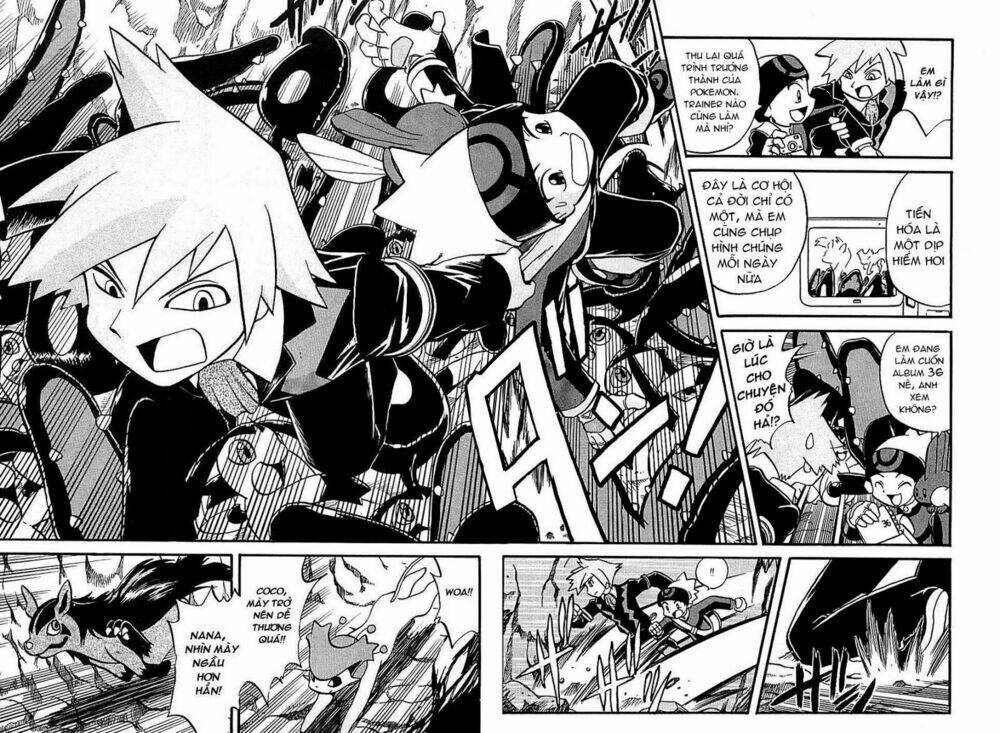 EM
LÀM GÌ
VẬY!?
THU LẠI QUÁ
TRÌNH TRƯỞNG
THÀNH CỦA
POKEMON.
TRAINER NÀO
CŨNG LÀM
MÀ NHỈ?
TIẾN
HÓA LÀ
MỘT DỊP
HIẾM HOI
ĐÂY LÀ CƠ HỘI
CẢ ĐỜI CHỈ CÓ
MỘT, MÀ EM
CŨNG CHỤP
HÌNH CHÚNG
MỖI NGÀY
NỮA
EM ĐANG
LÀM CUỐN
ALBUM 36
NÈ, ANH
XEM
KHÔNG?
GIỜ LÀ
LÚC CHO
CHUYỆN
ĐÓ
HẢ!?
ダン!
!!
WOA!!
COCO,
MÀY TRỞ
NÊN DỄ
THƯƠNG
QUÁ!!
NANA,
NHÌN MÀY
NGẦU
HƠN
HẲN!